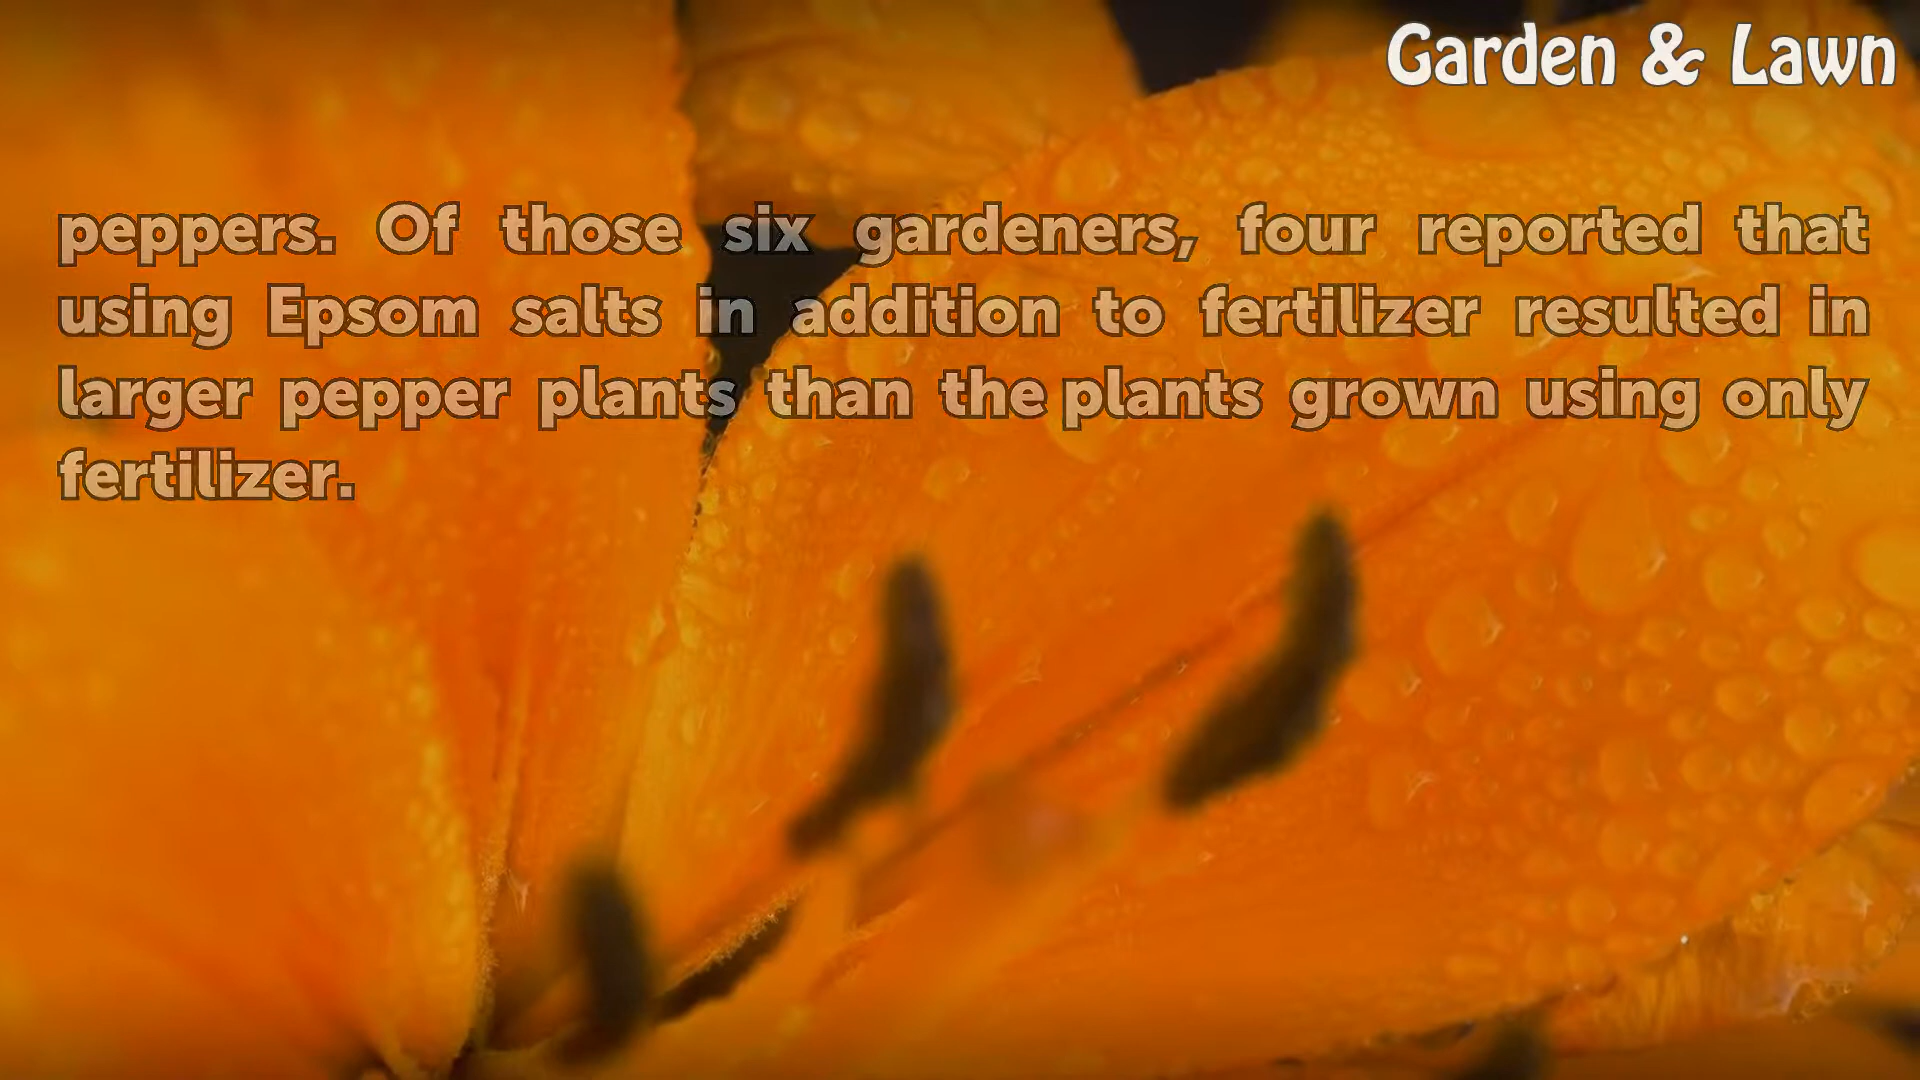 Garden & Lawn
peppers. Of those six gardeners, four reported that
using Epsom salts in addition to fertilizer resulted in
larger pepper plants than the plants grown using only
fertilizer.